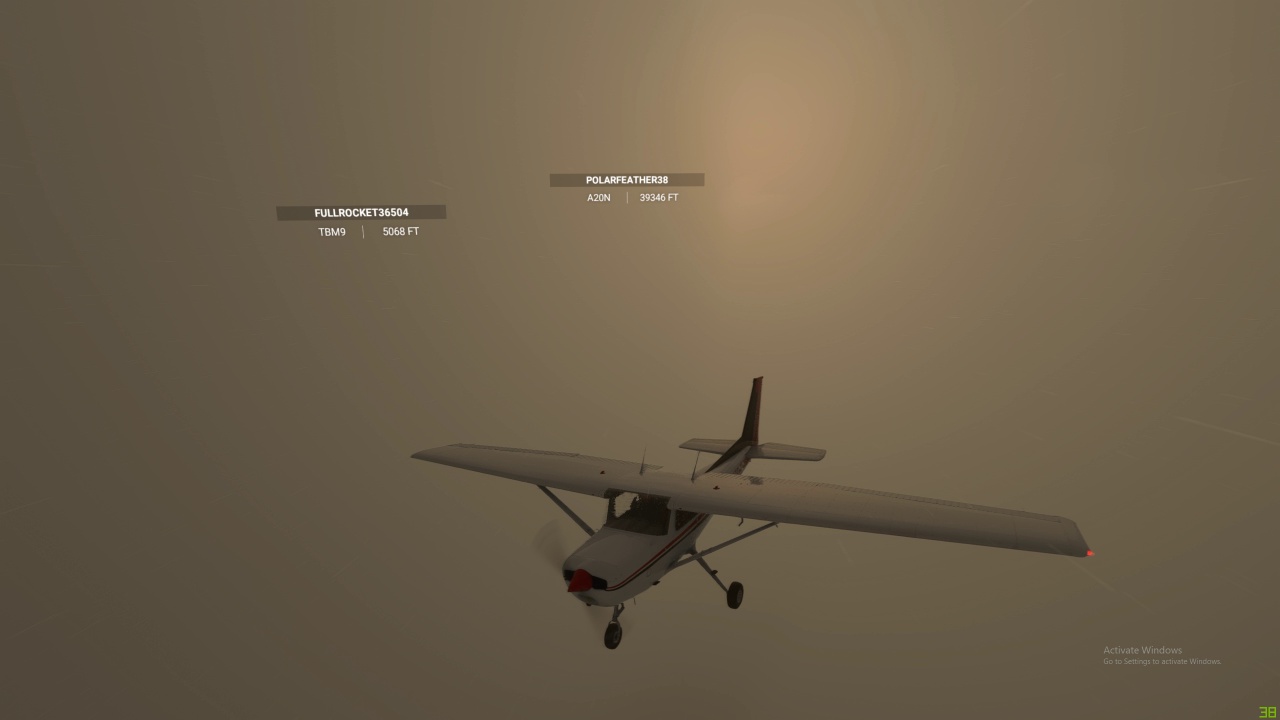 POLARFEATHER38
A20N | 39346 FT
FULLROCKET36504
TBM9 | 5068 FT
Activate Windows
Go to Settings to activate Windows.
38